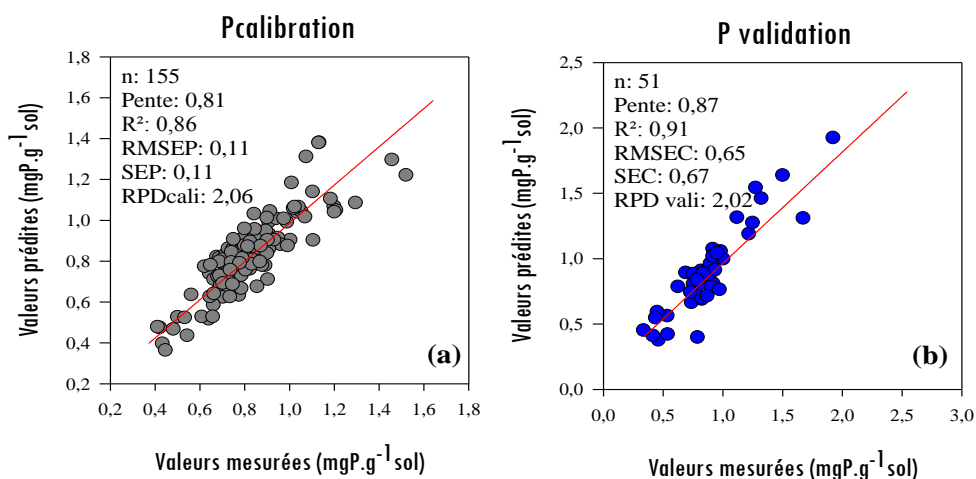 Pcalibration
1,8
1,6
1,4
1,2
1,0
0,8
0,6
0,4
0,2
Valeurs prédites (mgP.g⁻¹ sol)
n: 155
Pente: 0,81
R²: 0,86
RMSEP: 0,11
SEP: 0,11
RPDcali: 2,06
(a)
0,2 0,4 0,6 0,8 1,0 1,2 1,4 1,6 1,8
Valeurs mesurées (mgP.g⁻¹ sol)
P validation
2,5
2,0
1,5
1,0
0,5
0,0
Valeurs prédites (mgP.g⁻¹ sol)
n: 51
Pente: 0,87
R²: 0,91
RMSEC: 0,65
SEC: 0,67
RPD vali: 2,02
(b)
0,0 0,5 1,0 1,5 2,0 2,5 3,0
Valeurs mesurées (mgP.g⁻¹ sol)